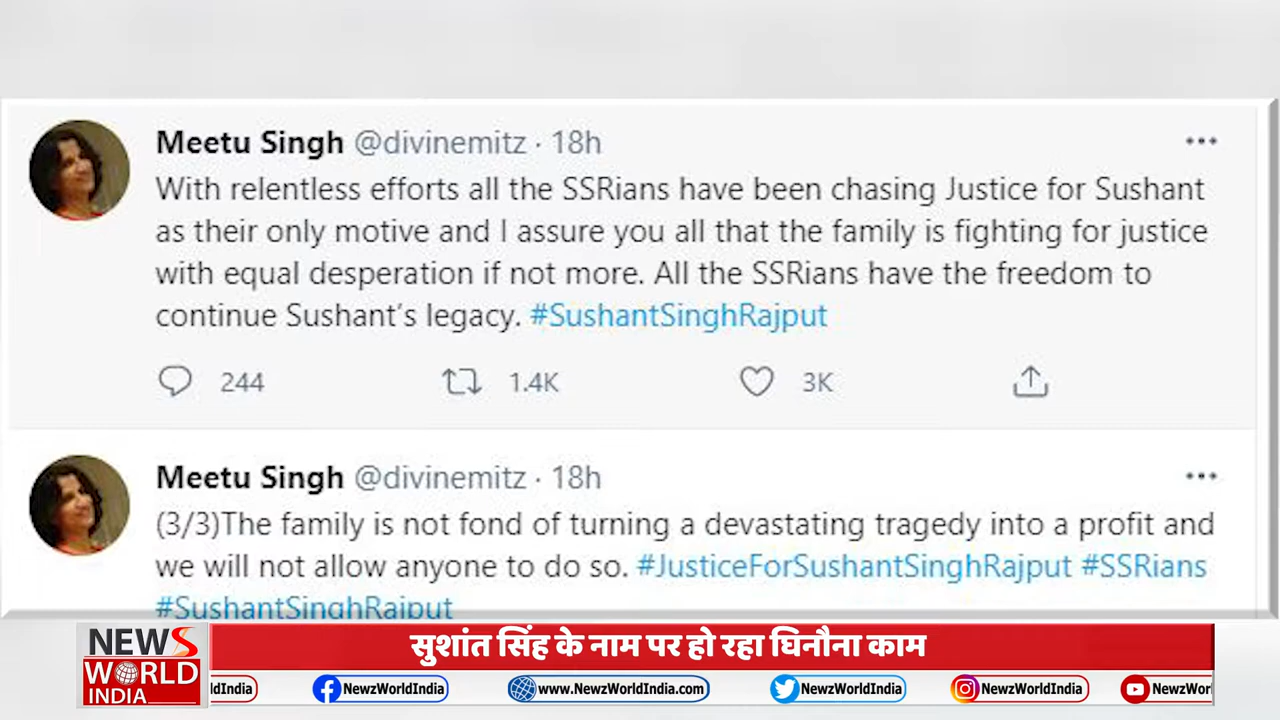 Meetu Singh @divinemitz · 18h
With relentless efforts all the SSRians have been chasing Justice for Sushant
as their only motive and I assure you all that the family is fighting for justice
with equal desperation if not more. All the SSRians have the freedom to
continue Sushant's legacy. #SushantSinghRajput
244 1.4K 3K
Meetu Singh @divinemitz · 18h
(3/3)The family is not fond of turning a devastating tragedy into a profit and
we will not allow anyone to do so. #JusticeForSushantSinghRajput #SSRians
#SushantSinghRajput
NEWS
WORLD
INDIA
सुशांत सिंह के नाम पर हो रहा घिनौना काम
ldIndia NewzWorldIndia www.NewzWorldIndia.com NewzWorldIndia NewzWorldIndia NewzWor